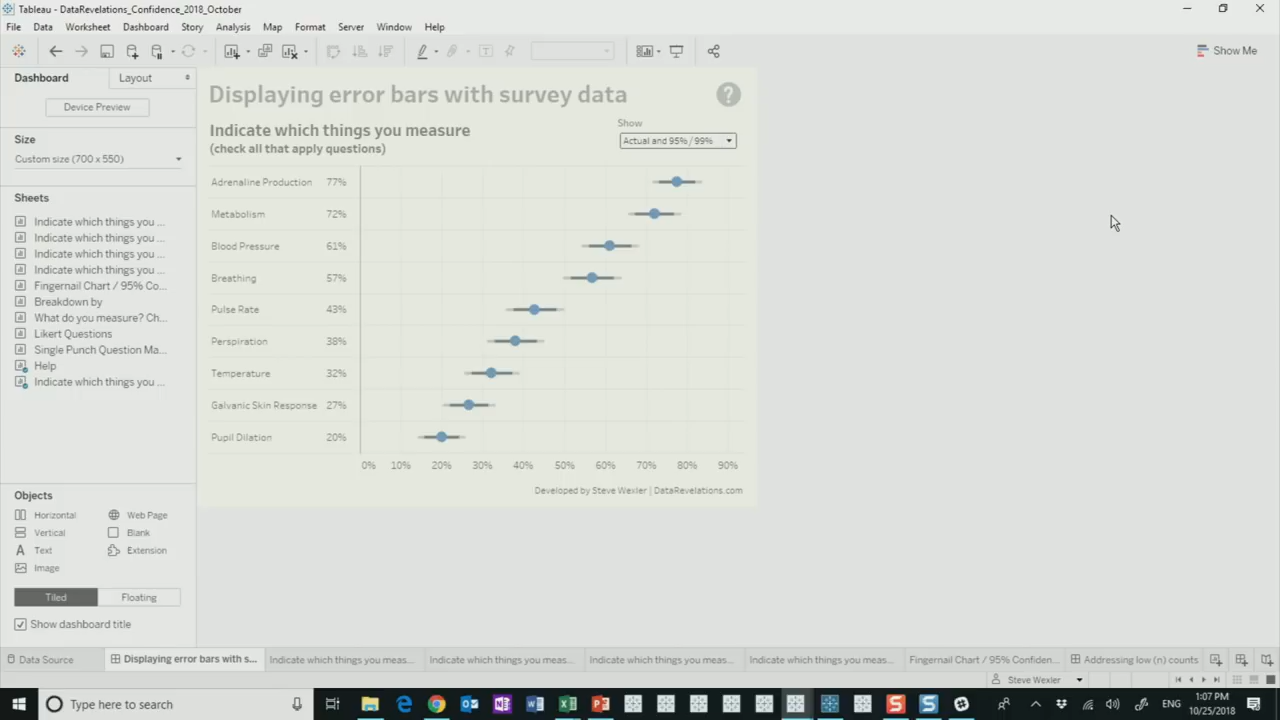 Tableau - DataRevelations_Confidence_2018_October
File Data Worksheet Dashboard Story Analysis Map Format Server Window Help
Show Me
Dashboard Layout
Device Preview
Size
Custom size (700 x 550)
Sheets
Indicate which things you ...
Indicate which things you ...
Indicate which things you ...
Indicate which things you ...
Fingernail Chart / 95% Co...
Breakdown by
What do you measure? Ch...
Likert Questions
Single Punch Question Ma...
Help
Indicate which things you ...
Objects
Horizontal Web Page
Vertical Blank
Text Extension
Image
Tiled Floating
Show dashboard title
Displaying error bars with survey data ?
Indicate which things you measure
(check all that apply questions)
Show
Actual and 95% / 99%
Adrenaline Production 77%
Metabolism 72%
Blood Pressure 61%
Breathing 57%
Pulse Rate 43%
Perspiration 38%
Temperature 32%
Galvanic Skin Response 27%
Pupil Dilation 20%
0% 10% 20% 30% 40% 50% 60% 70% 80% 90%
Developed by Steve Wexler | DataRevelations.com
Data Source Displaying error bars with s... Indicate which things you meas... Indicate which things you meas... Indicate which things you meas... Indicate which things you meas... Fingernail Chart / 95% Confiden... Addressing low (n) counts
Steve Wexler
Type here to search
1:07 PM
10/25/2018